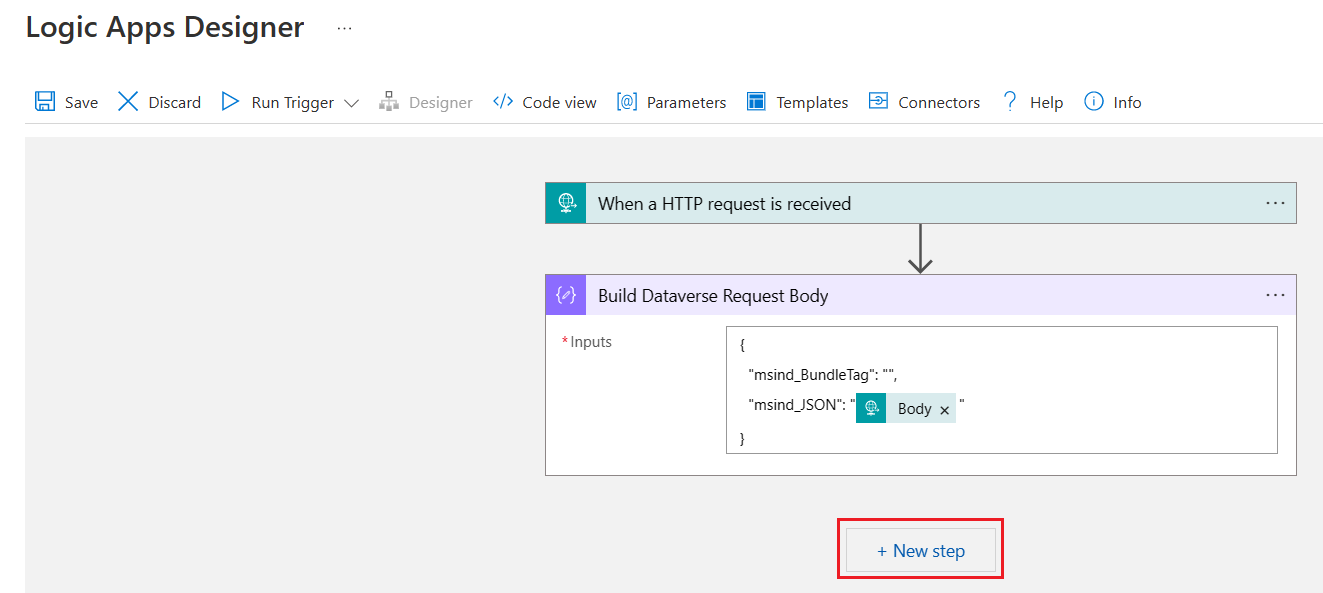 Logic Apps Designer ...
Save Discard Run Trigger Designer </> Code view [@] Parameters Templates Connectors ? Help i Info
When a HTTP request is received ...
{} Build Dataverse Request Body ...
*Inputs
{
"msind_BundleTag": "",
"msind_JSON": " Body × "
}
+ New step